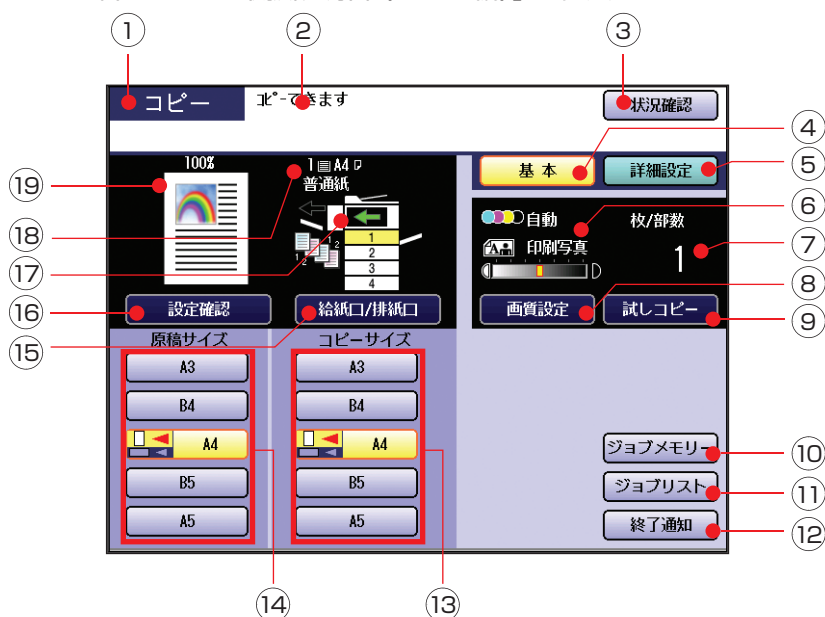 ① ② ③
コピー
ｺﾋﾟｰできます
状況確認
④
基本
詳細設定
⑤
⑲
100%
⑱
1 A4
普通紙
自動
枚/部数
⑥
印刷写真
1
⑦
⑰
1
2
3
4
1 2
1 2
⑯
設定確認
給紙口/排紙口
画質設定
試しコピー
⑧
⑨
⑮
原稿サイズ
コピーサイズ
A3
B4
A4
B5
A5
A3
B4
A4
B5
A5
ジョブメモリー
⑩
ジョブリスト
⑪
終了通知
⑫
⑭
⑬